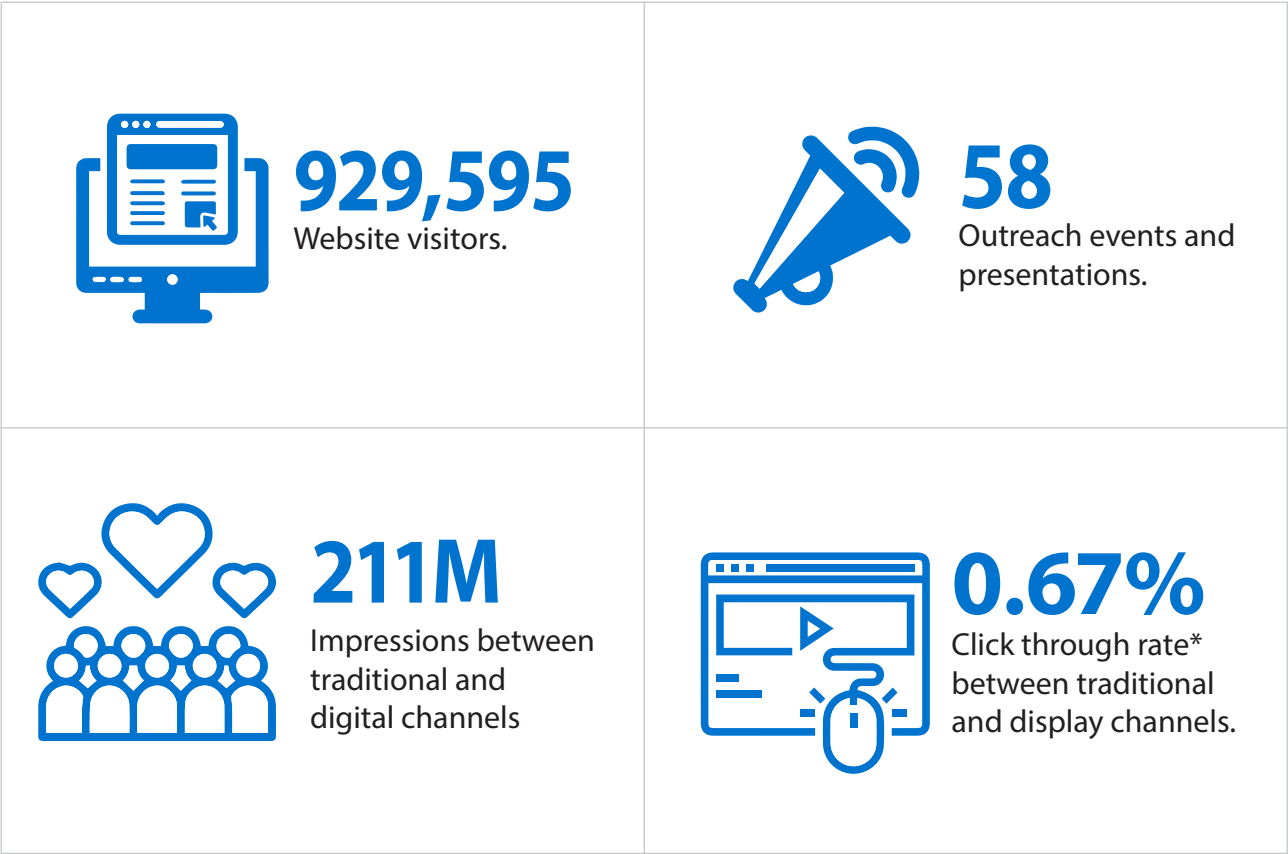 929,595
Website visitors.
58
Outreach events and
presentations.
211M
Impressions between
traditional and
digital channels
0.67%
Click through rate*
between traditional
and display channels.